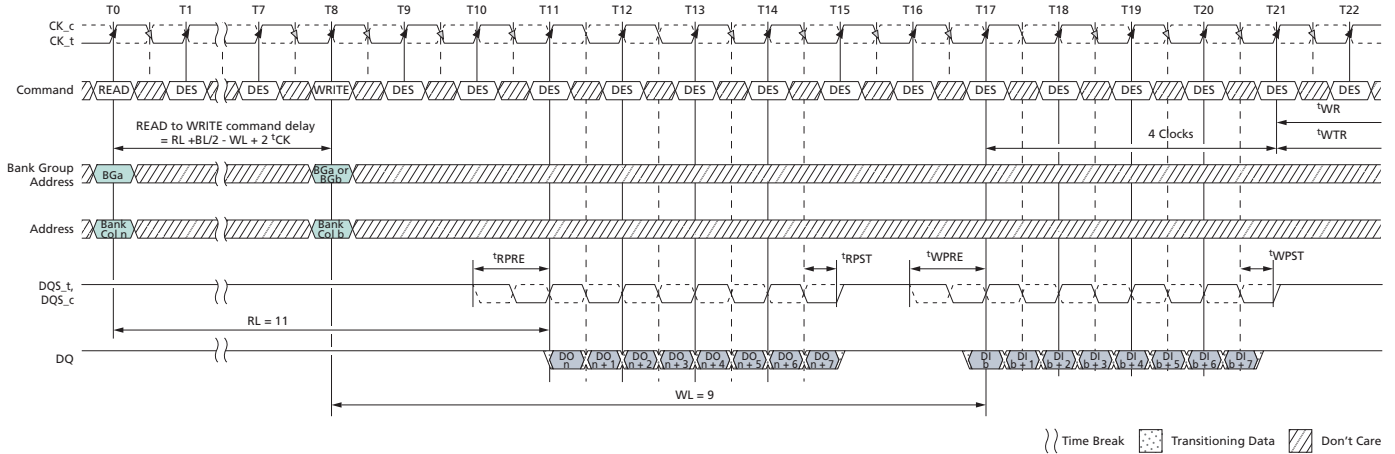 T0 T1 T7 T8 T9 T10 T11 T12 T13 T14 T15 T16 T17 T18 T19 T20 T21 T22
CK_c
CK_t
Command READ DES DES WRITE DES DES DES DES DES DES DES DES DES DES DES DES DES DES
tWR
READ to WRITE command delay
= RL +BL/2 - WL + 2 tCK
4 Clocks
tWTR
Bank Group
Address
BGa
BGa or
BGb
Address
Bank
Col n
Bank
Col b
tRPRE tRPST tWPRE tWPST
DQS_t,
DQS_c
RL = 11
DQ
DO
n
DO
n + 1
DO
n + 2
DO
n + 3
DO
n + 4
DO
n + 5
DO
n + 6
DO
n + 7
DI
b
DI
b + 1
DI
b + 2
DI
b + 3
DI
b + 4
DI
b + 5
DI
b + 6
DI
b + 7
WL = 9
Time Break Transitioning Data Don't Care